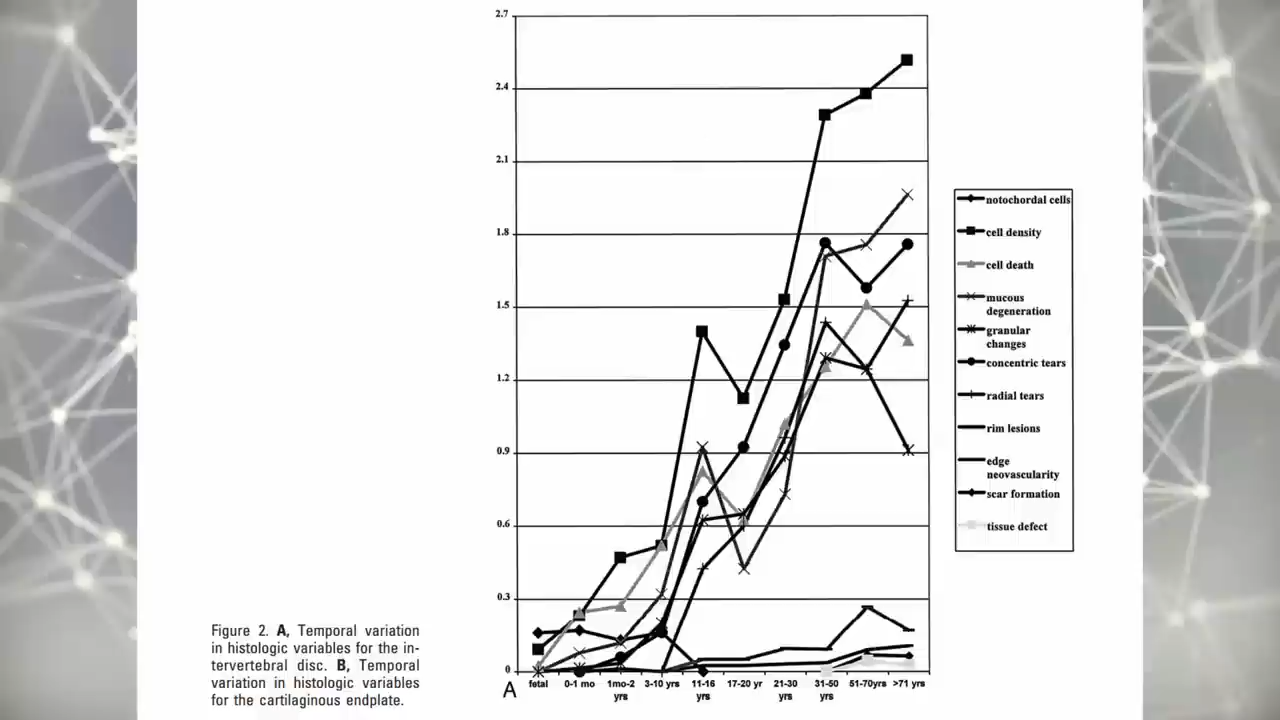 2.7
2.4
2.1
1.8
1.5
1.2
0.9
0.6
0.3
0
A
fetal
0-1 mo
1mo-2
yrs
3-10 yrs
11-16
yrs
17-20 yr
21-30
yrs
31-50
yrs
51-70yrs
>71 yrs
notochordal cells
cell density
cell death
mucous
degeneration
granular
changes
concentric tears
radial tears
rim lesions
edge
neovascularity
scar formation
tissue defect
Figure 2. A, Temporal variation
in histologic variables for the in-
tervertebral disc. B, Temporal
variation in histologic variables
for the cartilaginous endplate.